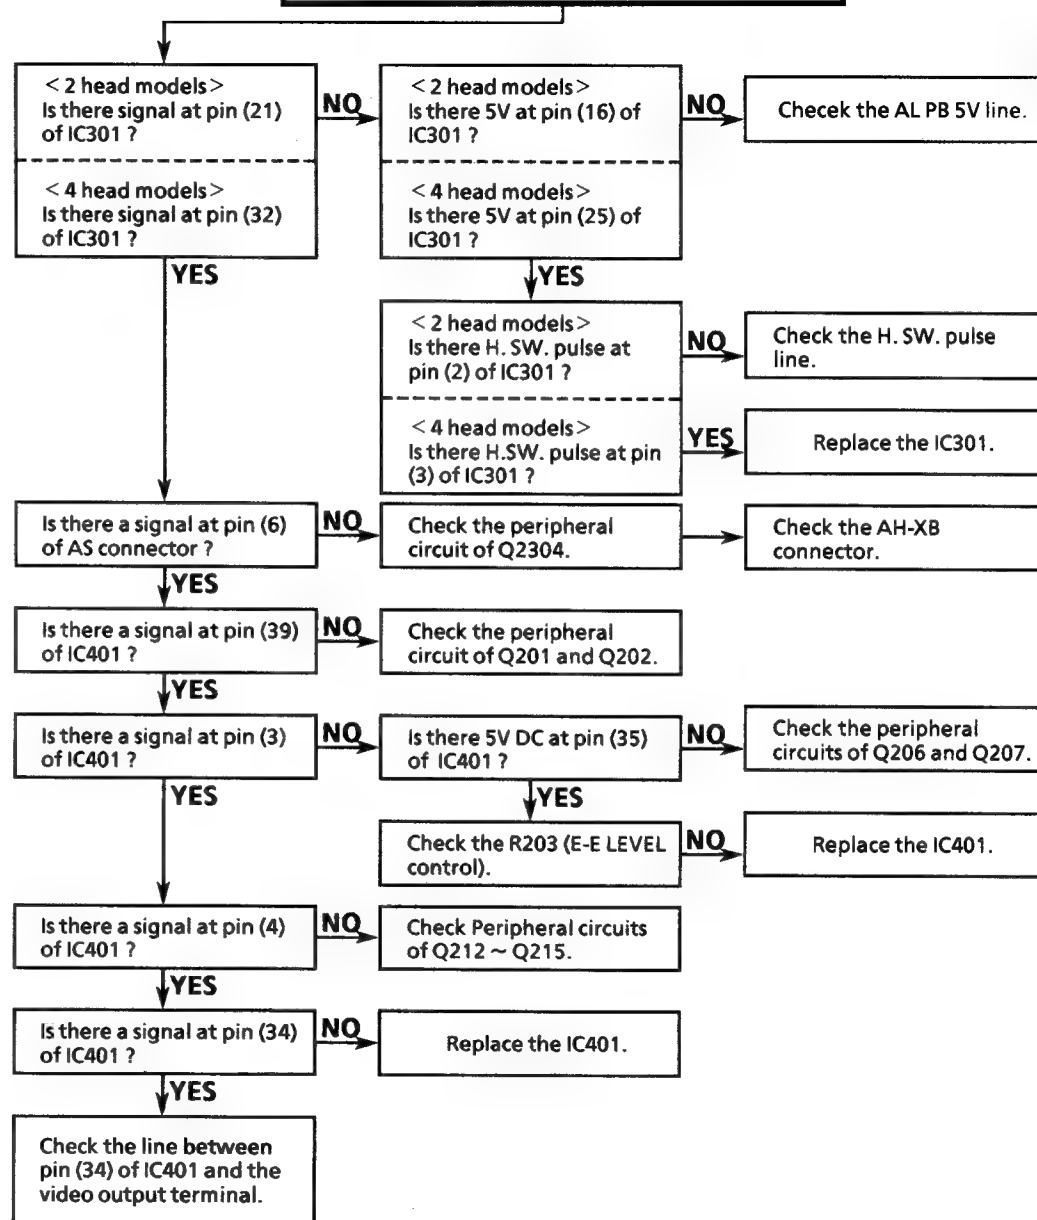 < 2 head models>
Is there signal at pin (21)
of IC301 ?
< 4 head models>
Is there signal at pin (32)
of IC301 ?
NO
< 2 head models>
Is there 5V at pin (16) of
IC301 ?
< 4 head models>
Is there 5V at pin (25) of
IC301 ?
NO
Checek the AL PB 5V line.
YES
YES
< 2 head models>
Is there H. SW. pulse at
pin (2) of IC301 ?
< 4 head models>
Is there H.SW. pulse at pin
(3) of IC301 ?
NO
Check the H. SW. pulse
line.
YES
Replace the IC301.
Is there a signal at pin (6)
of AS connector ?
NO
Check the peripheral
circuit of Q2304.
Check the AH-XB
connector.
YES
Is there a signal at pin (39)
of IC401 ?
NO
Check the peripheral
circuit of Q201 and Q202.
YES
Is there a signal at pin (3)
of IC401 ?
NO
Is there 5V DC at pin (35)
of IC401 ?
NO
Check the peripheral
circuits of Q206 and Q207.
YES
YES
Check the R203 (E-E LEVEL
control).
NO
Replace the IC401.
Is there a signal at pin (4)
of IC401 ?
NO
Check Peripheral circuits
of Q212 ~ Q215.
YES
Is there a signal at pin (34)
of IC401 ?
NO
Replace the IC401.
YES
Check the line between
pin (34) of IC401 and the
video output terminal.